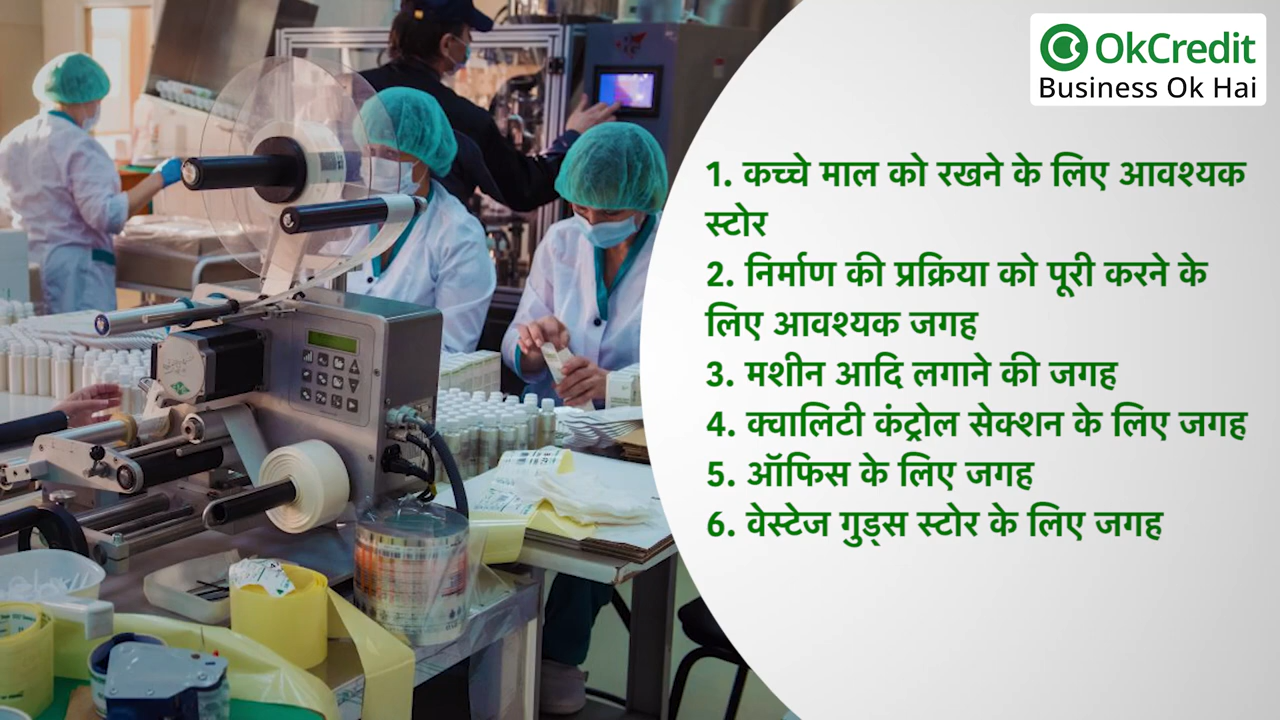 OkCredit
Business Ok Hai
1. कच्चे माल को रखने के लिए आवश्यक
स्टोर
2. निर्माण की प्रक्रिया को पूरी करने के
लिए आवश्यक जगह
3. मशीन आदि लगाने की जगह
4. क्वालिटी कंट्रोल सेक्शन के लिए जगह
5. ऑफिस के लिए जगह
6. वेस्टेज गुड्स स्टोर के लिए जगह